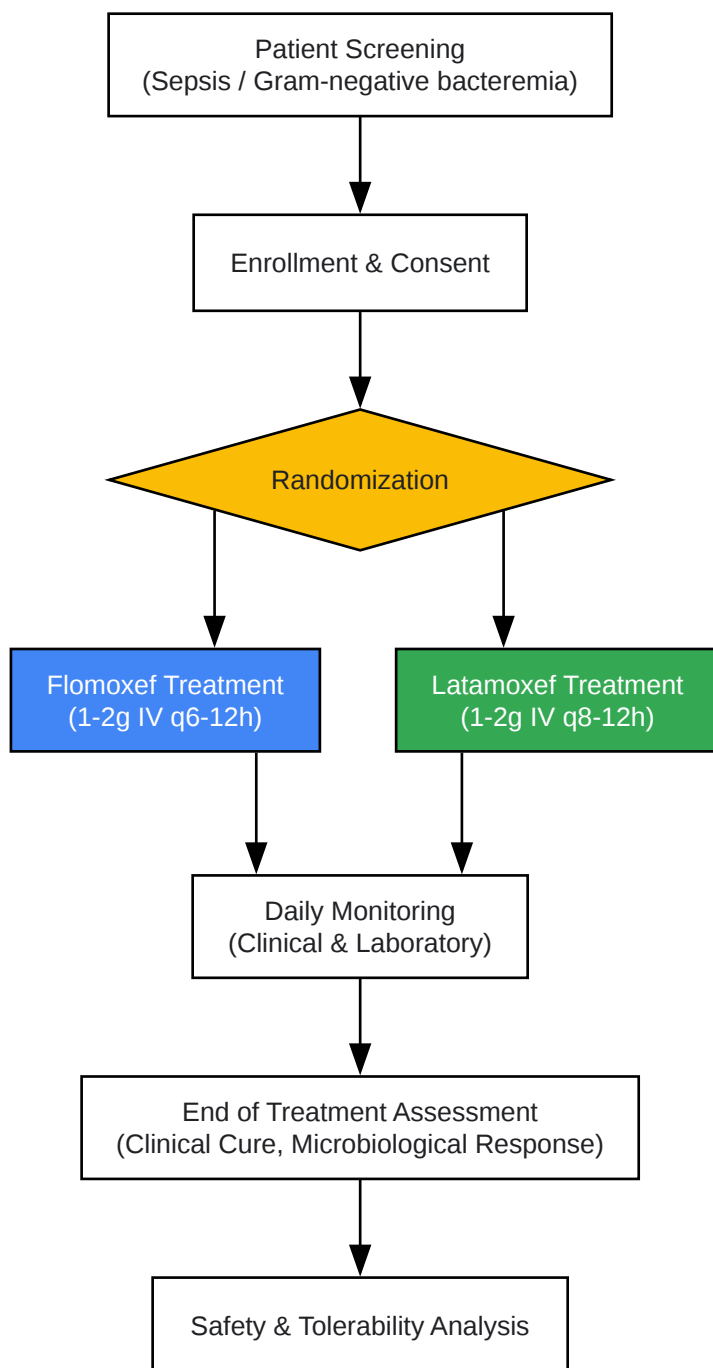 Patient Screening
(Sepsis / Gram-negative bacteremia)
Enrollment & Consent
Randomization
Flomoxef Treatment
(1-2g IV q6-12h)
Latamoxef Treatment
(1-2g IV q8-12h)
Daily Monitoring
(Clinical & Laboratory)
End of Treatment Assessment
(Clinical Cure, Microbiological Response)
Safety & Tolerability Analysis